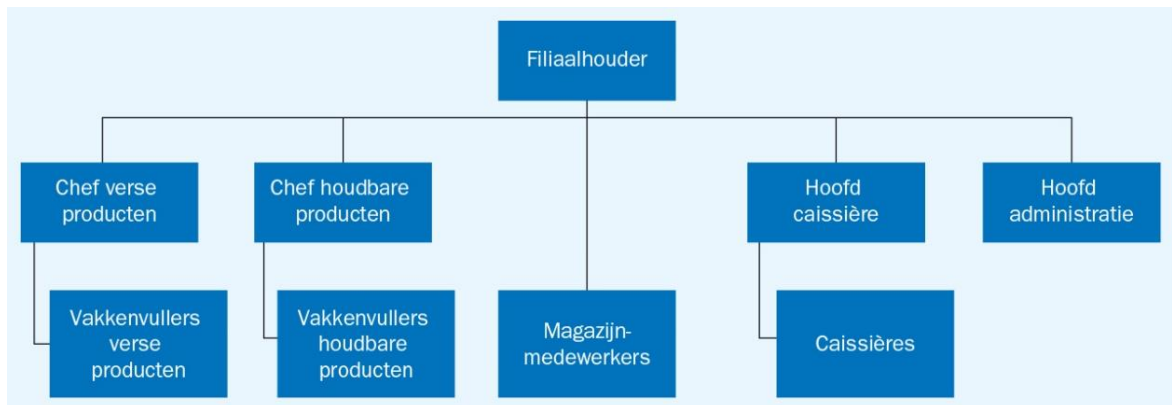 Filiaalhouder
Chef verse
producten
Chef houdbare
producten
Hoofd
caissière
Hoofd
administratie
Vakkenvullers
verse
producten
Vakkenvullers
houdbare
producten
Magazijn-
medewerkers
Caissières